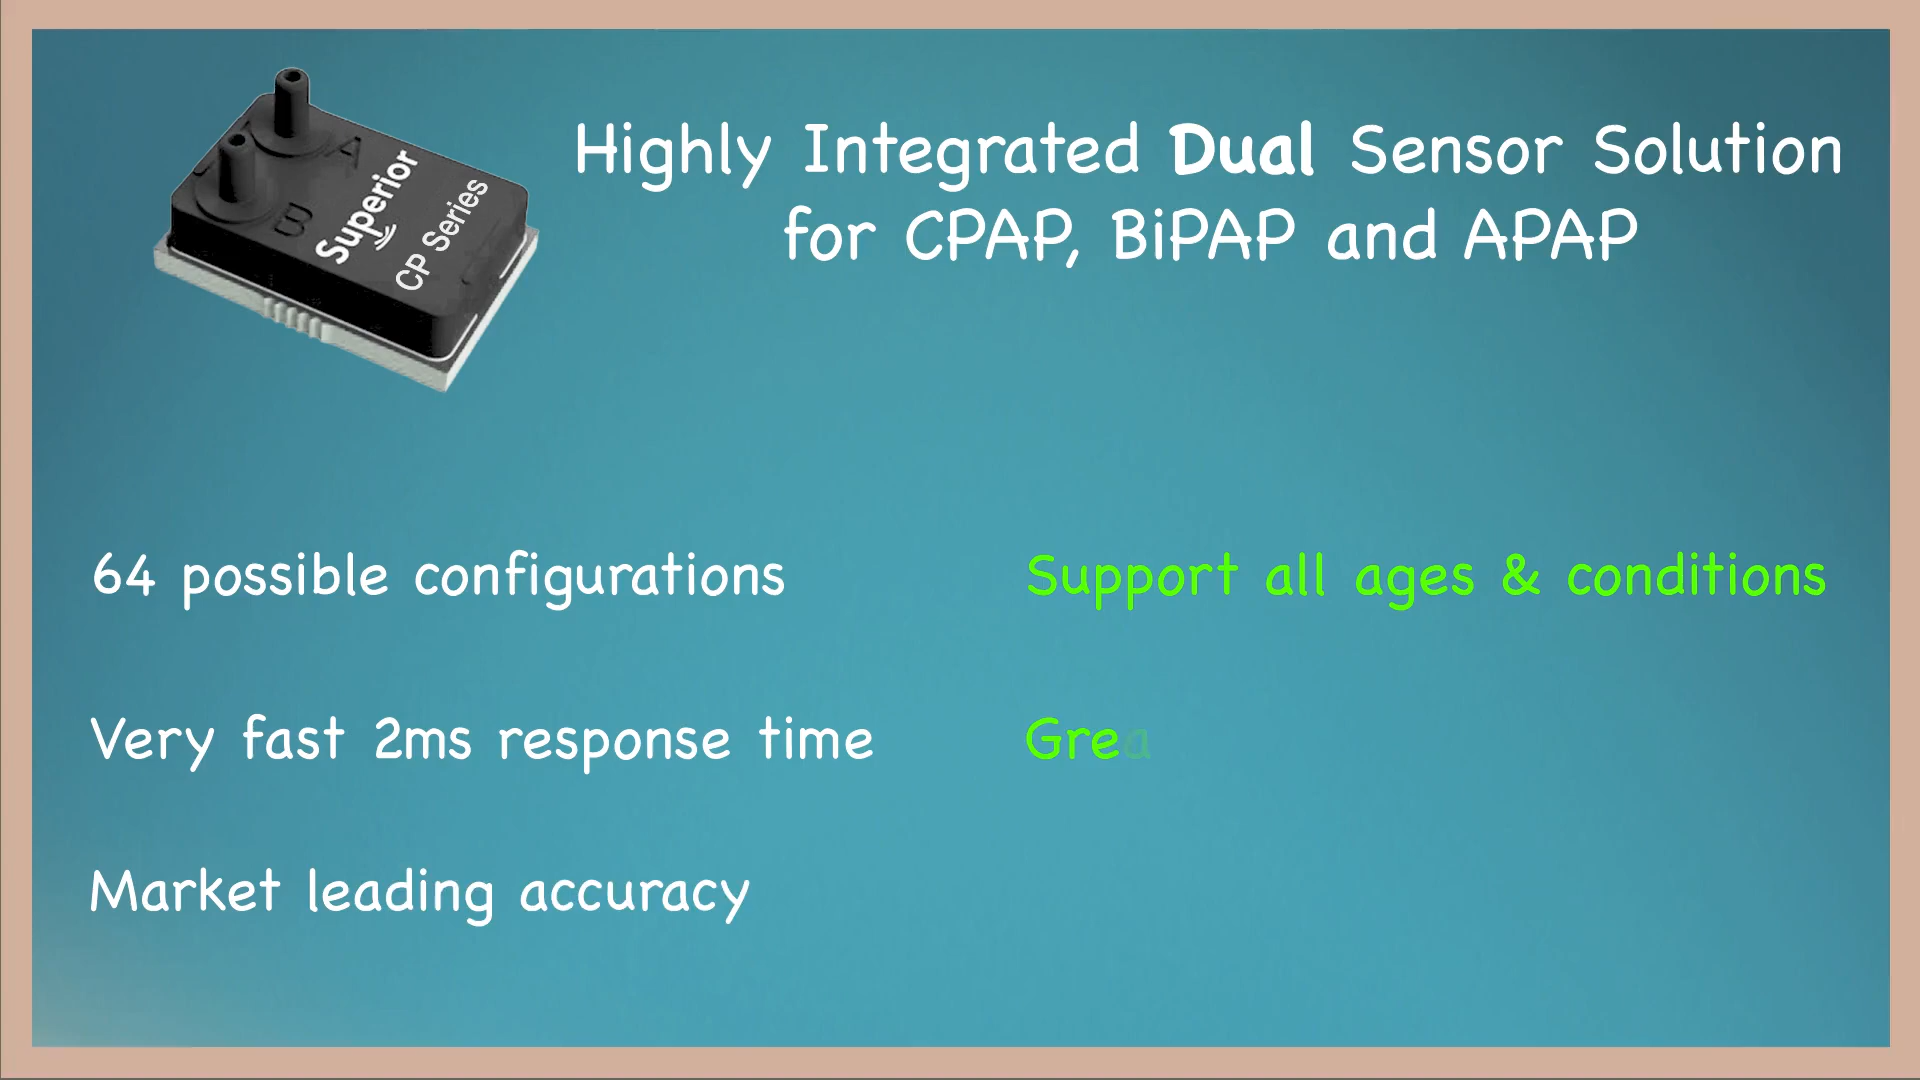 Highly Integrated Dual Sensor Solution
for CPAP, BiPAP and APAP
A
B
Superior
CP Series
64 possible configurations
Support all ages & conditions
Very fast 2ms response time
Grea
Market leading accuracy